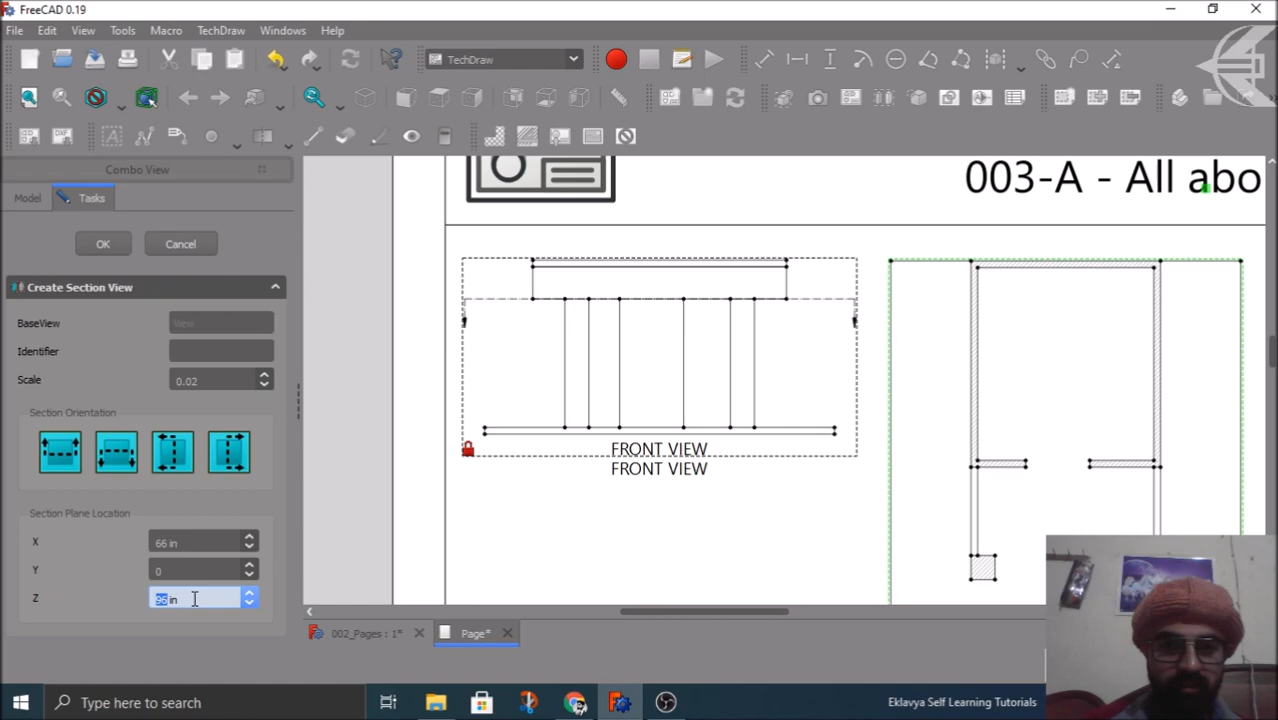 FreeCAD 0.19
File Edit View Tools Macro TechDraw Windows Help
TechDraw
Combo View
Model Tasks
OK Cancel
Create Section View
BaseView View
Identifier
Scale 0.02
Section Orientation
Section Plane Location
X 66 in
Y 0
Z 96 in
003-A - All abo
FRONT VIEW
FRONT VIEW
002_Pages : 1*
Page*
Type here to search
Eklavya Self Learning Tutorials